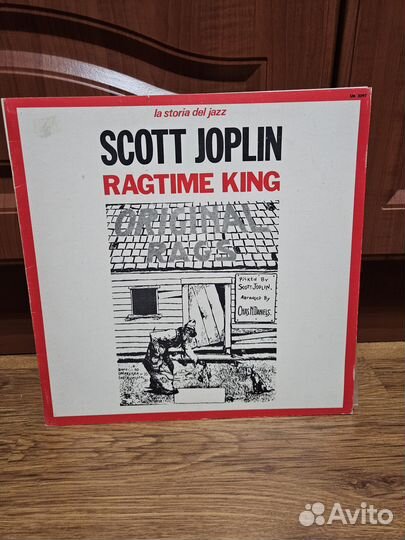 la storia del jazz
SCOTT JOPLIN
RAGTIME KING
ORIGINAL
RAGS
PICKED BY
SCOTT JOPLIN.
ARRANGED BY
CHAS. N. DANIELS.
Avito